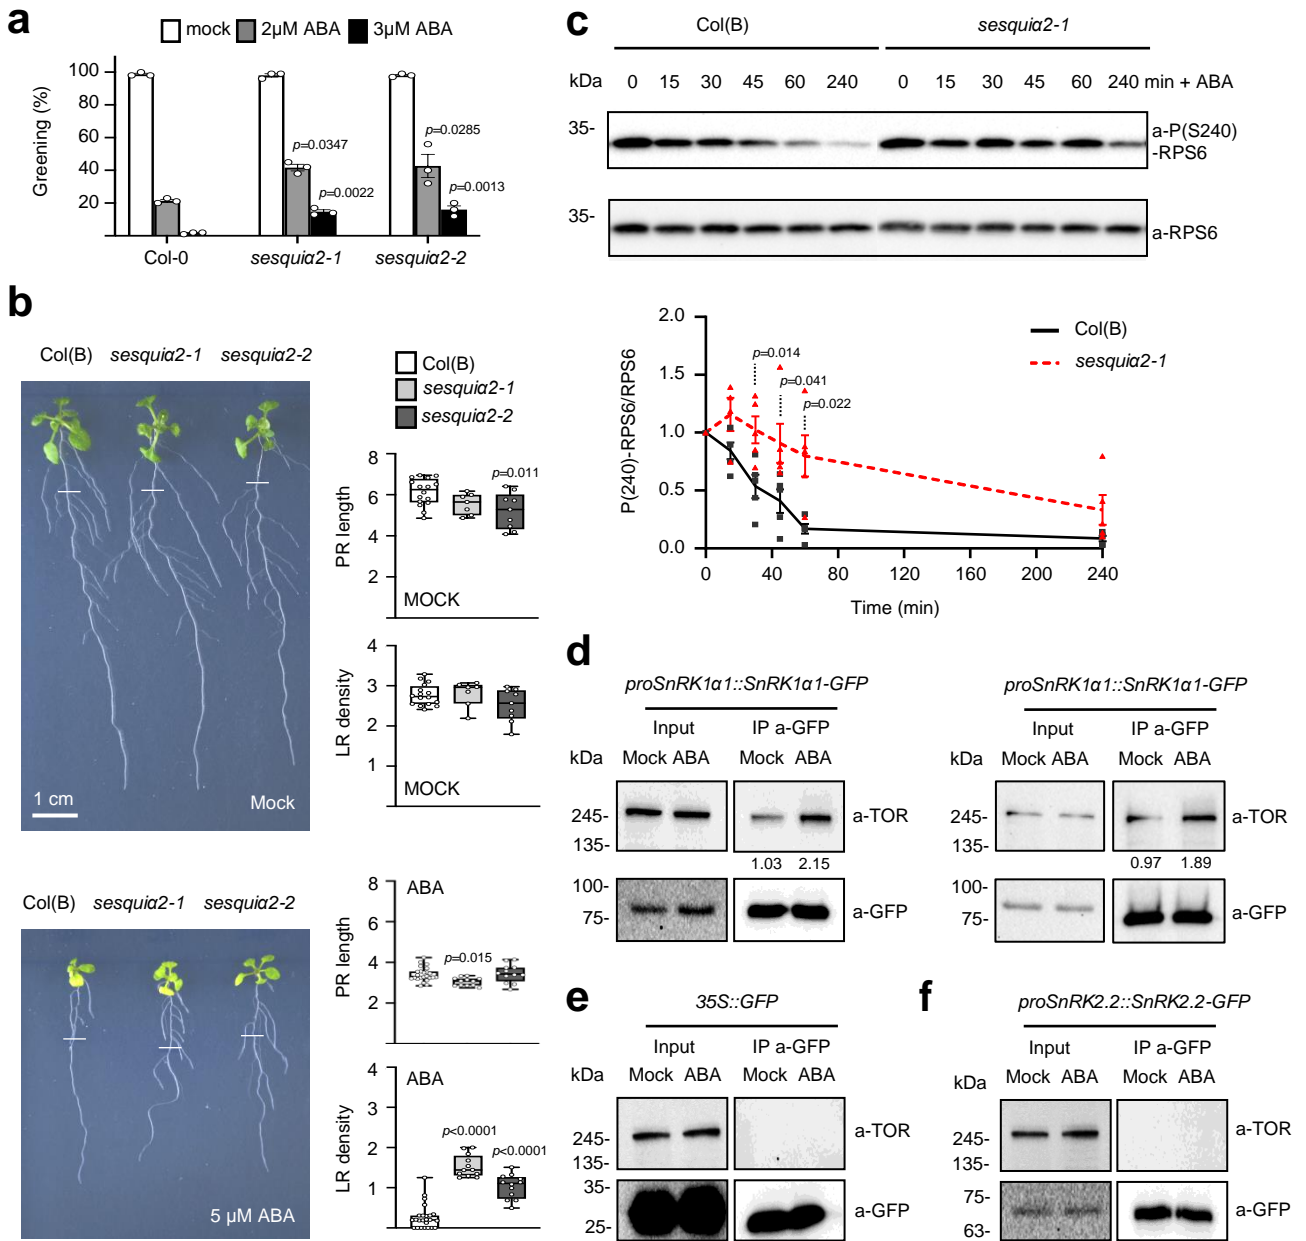 a
mock 2µM ABA 3µM ABA
Greening (%)
100
80
60
40
20
p=0.0347
p=0.0022
p=0.0285
p=0.0013
Col-0 sesquiα2-1 sesquiα2-2
b
Col(B) sesquiα2-1 sesquiα2-2
1 cm
Mock
Col(B)
sesquiα2-1
sesquiα2-2
PR length
8
6
4
2
p=0.011
MOCK
LR density
4
3
2
1
MOCK
Col(B) sesquiα2-1 sesquiα2-2
5 µM ABA
PR length
8
6
4
2
ABA
p=0.015
LR density
4
3
2
1
ABA
p<0.0001
p<0.0001
c
Col(B) sesquiα2-1
kDa 0 15 30 45 60 240 0 15 30 45 60 240 min + ABA
35-
a-P(S240)
-RPS6
35-
a-RPS6
P(240)-RPS6/RPS6
2.0
1.5
1.0
0.5
0.0
p=0.014
p=0.041
p=0.022
Col(B)
sesquiα2-1
0 40 80 120 160 200 240
Time (min)
d
proSnRK1α1::SnRK1α1-GFP
Input IP a-GFP
kDa Mock ABA Mock ABA
245-
135-
a-TOR
1.03 2.15
100-
75-
a-GFP
proSnRK1α1::SnRK1α1-GFP
Input IP a-GFP
kDa Mock ABA Mock ABA
245-
135-
a-TOR
0.97 1.89
100-
75-
a-GFP
e
35S::GFP
Input IP a-GFP
kDa Mock ABA Mock ABA
245-
135-
a-TOR
35-
25-
a-GFP
f
proSnRK2.2::SnRK2.2-GFP
Input IP a-GFP
kDa Mock ABA Mock ABA
245-
135-
a-TOR
75-
63-
a-GFP